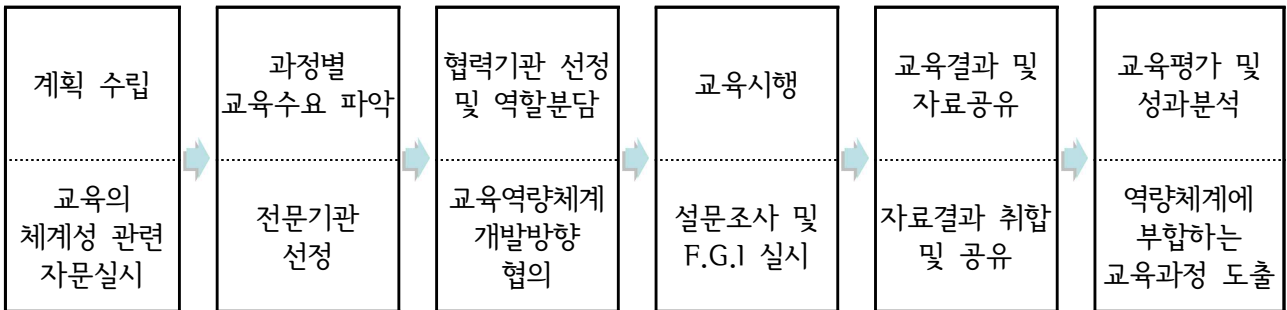 계획 수립
교육의
체계성 관련
자문실시
과정별
교육수요 파악
전문기관
선정
협력기관 선정
및 역할분담
교육역량체계
개발방향
협의
교육시행
설문조사 및
F.G.I 실시
교육결과 및
자료공유
자료결과 취합
및 공유
교육평가 및
성과분석
역량체계에
부합하는
교육과정 도출